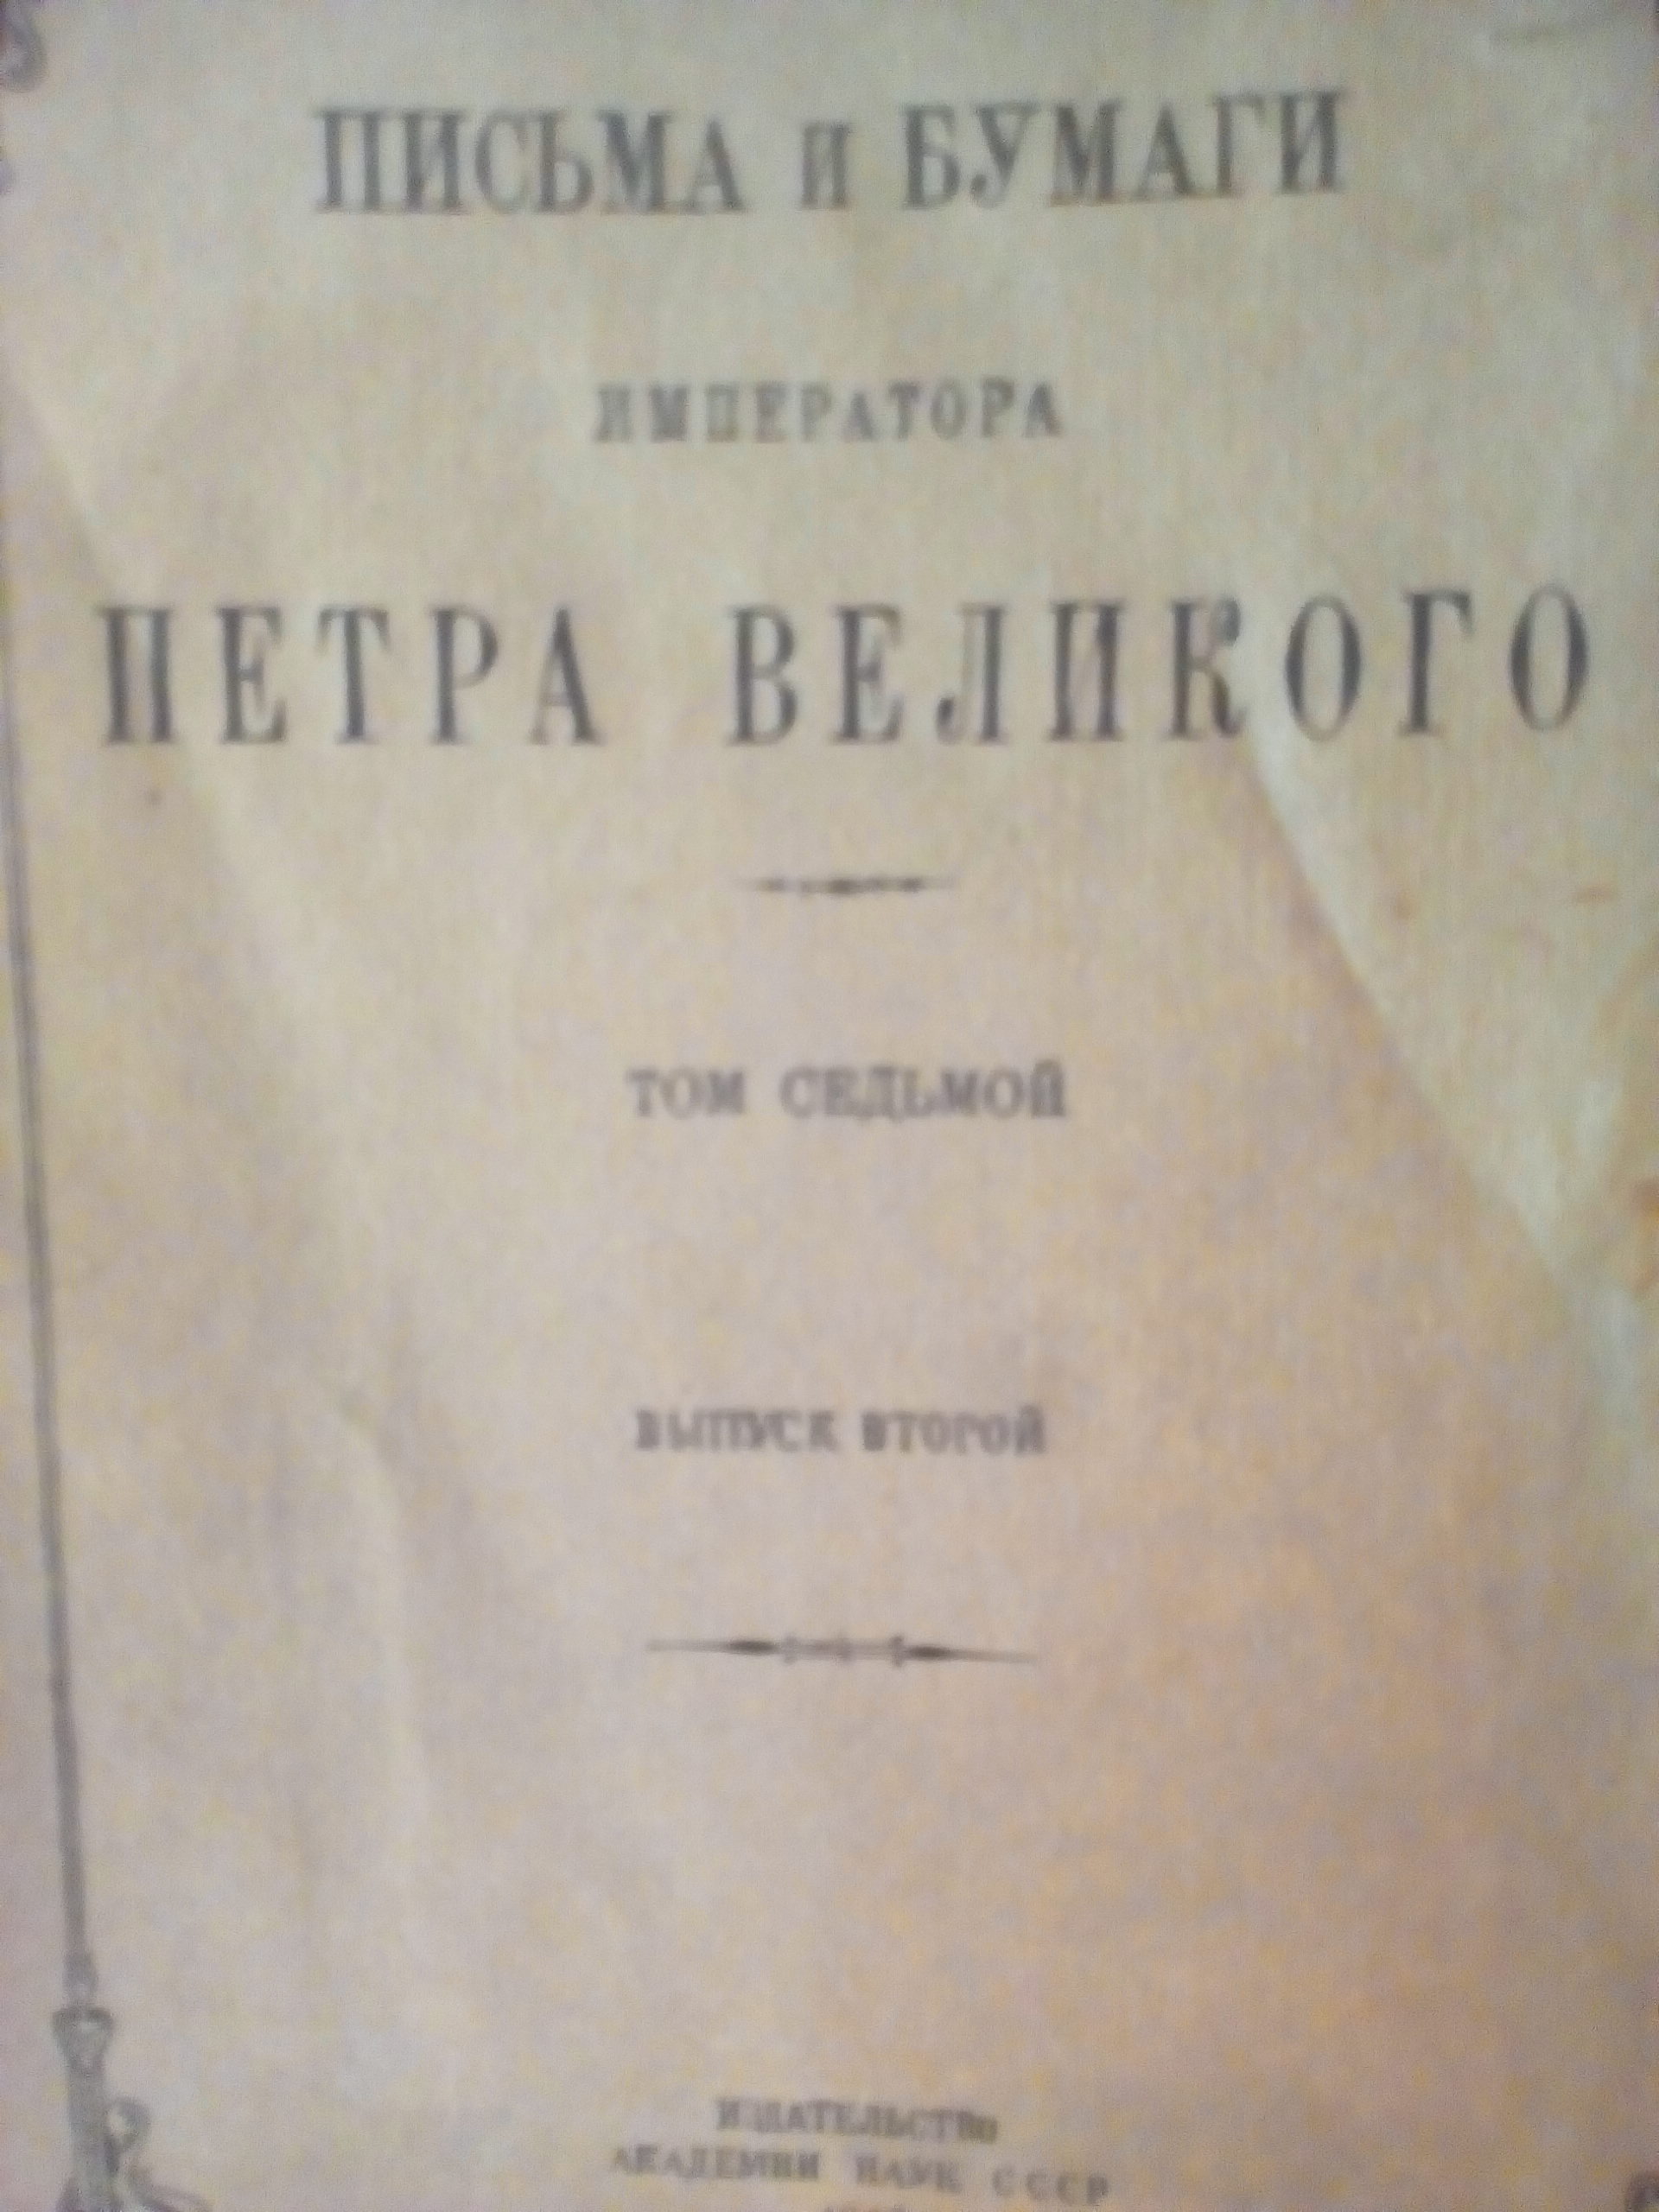 ПИСЬМА И БУМАГИ
ИМПЕРАТОРА
ПЕТРА ВЕЛИКОГО
ТОМ СЕДЬМОЙ
ВЫПУСК ВТОРОЙ
ИЗДАТЕЛЬСТВО
АКАДЕМИИ НАУК СССР